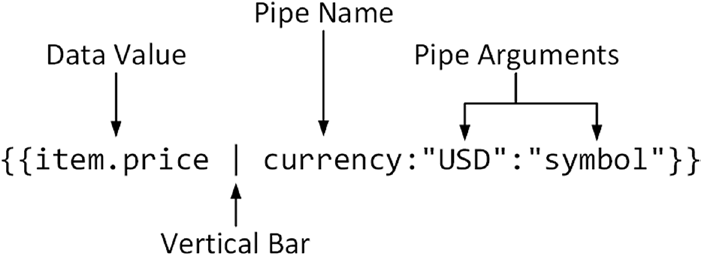 Pipe Name
Data Value
Pipe Arguments
{{item.price | currency:"USD":"symbol"}}
Vertical Bar